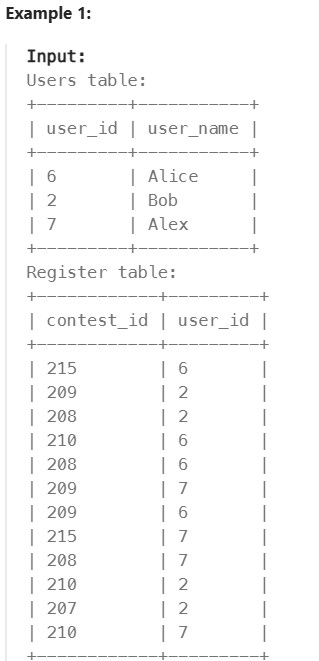 Example 1:
Input:
Users table:
+---------+-----------+
| user_id | user_name |
+---------+-----------+
| 6       | Alice     |
| 2       | Bob       |
| 7       | Alex      |
+---------+-----------+
Register table:
+------------+---------+
| contest_id | user_id |
+------------+---------+
| 215        | 6       |
| 209        | 2       |
| 208        | 2       |
| 210        | 6       |
| 208        | 6       |
| 209        | 7       |
| 209        | 6       |
| 215        | 7       |
| 208        | 7       |
| 210        | 2       |
| 207        | 2       |
| 210        | 7       |
+------------+---------+